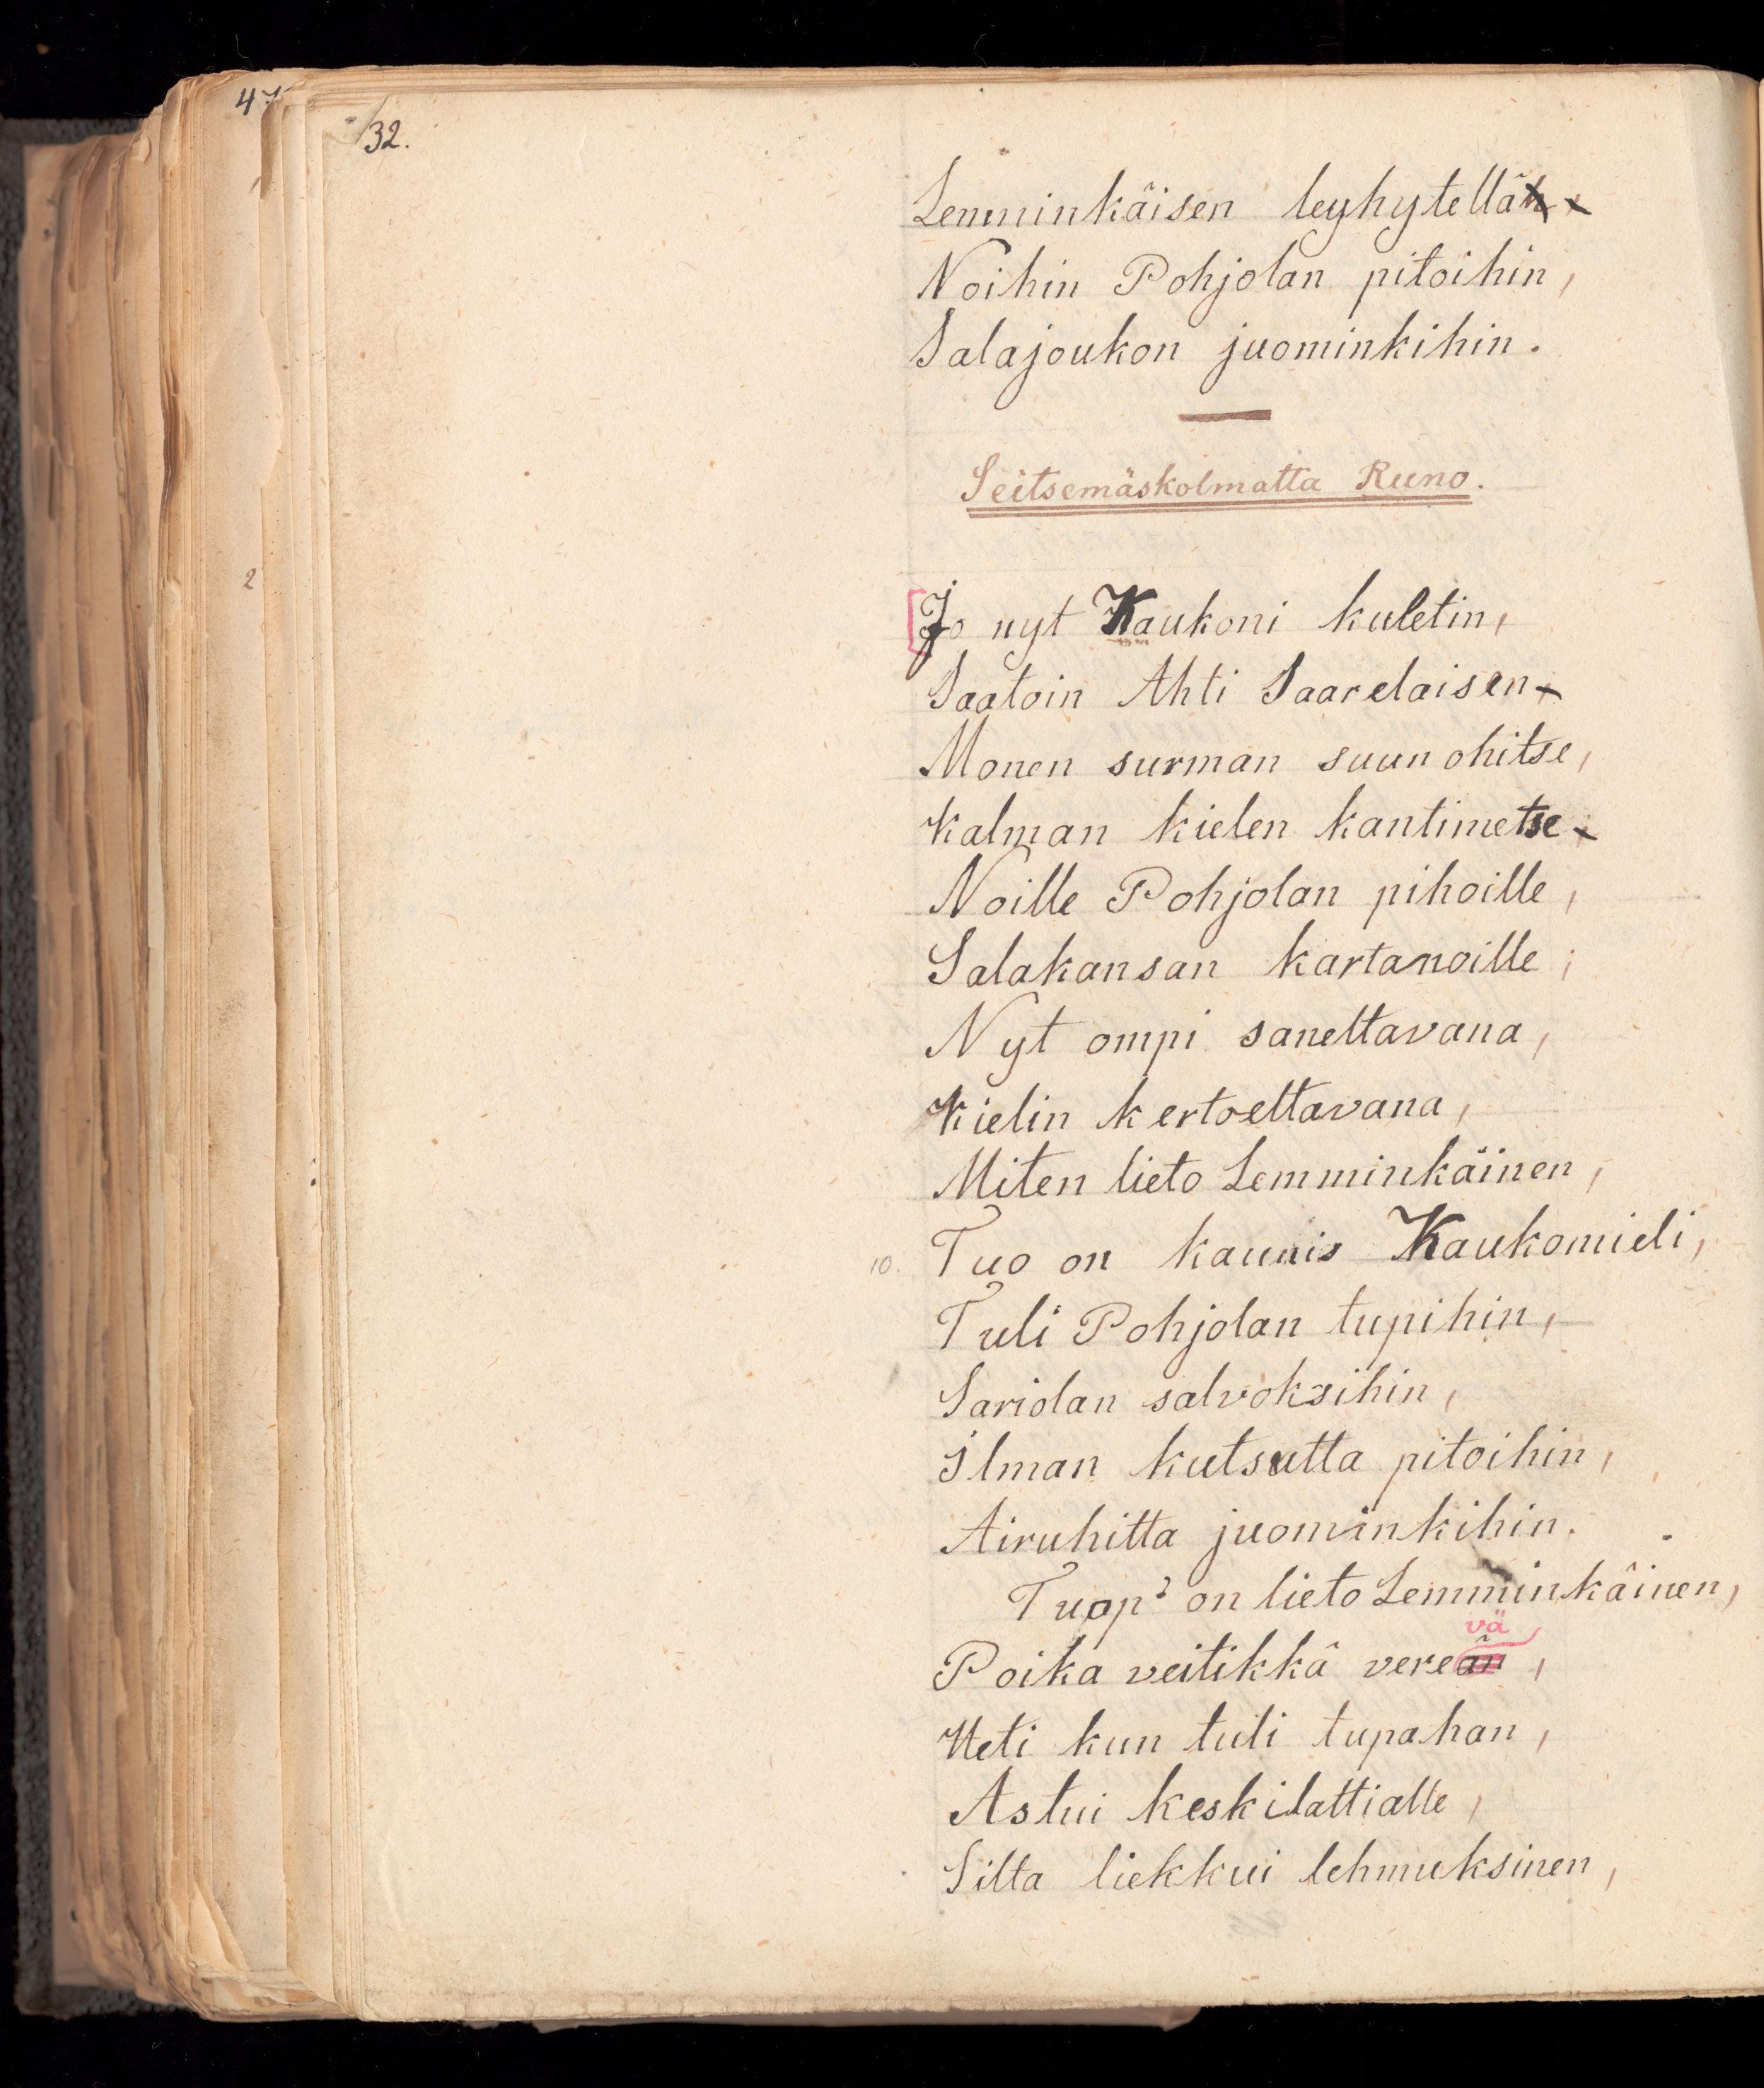 47
32.
Lemminkäisen leyhytellä
Noihin Pohjolan pitoihin,
Salajoukon juominkihin.
Seitsemäskolmatta Runo.
2
Jo nyt Kaukoni kuletin,
Saatoin Ahti Saarelaisen
Monen surman suun ohitse,
Kalman kielen kantimetse
Noille Pohjolan pihoille,
Salakansan kartanoille;
Nyt ompi sanettavana,
Kielin kertoettavana,
Miten lieto Lemminkäinen,
10. Tuo on kaunis Kaukomieli,
Tuli Pohjolan tupihin,
Sariolan salvoksihin,
Ilman kutsutta pitoihin,
Airuhitta juominkihin.
Tuop' on lieto Lemminkäinen,
vä
Poika veitikkä vereän,
Heti kun tuli tupahan,
Astui keskilattialle,
Silta liekkui lehmuksinen,